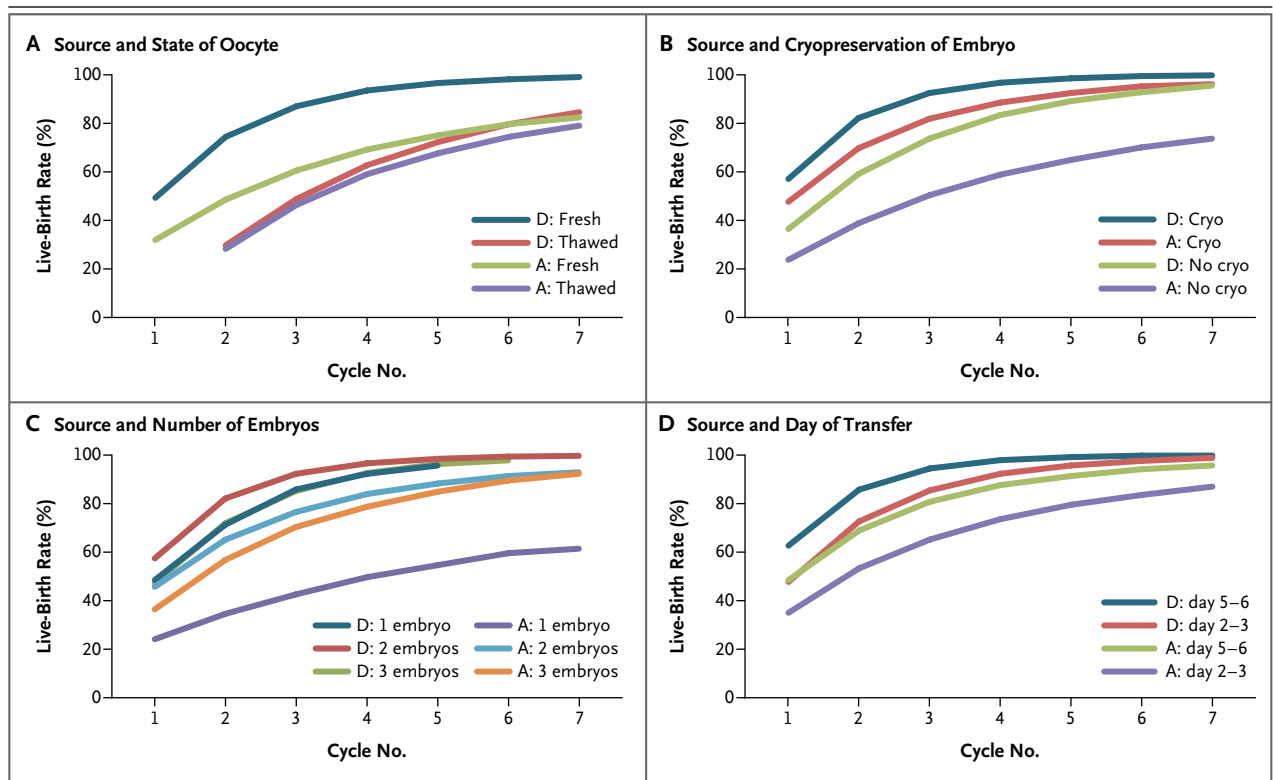 A Source and State of Oocyte
Live-Birth Rate (%)
100
80
60
40
20
0
D: Fresh
D: Thawed
A: Fresh
A: Thawed
1 2 3 4 5 6 7
Cycle No.
B Source and Cryopreservation of Embryo
Live-Birth Rate (%)
100
80
60
40
20
0
D: Cryo
A: Cryo
D: No cryo
A: No cryo
1 2 3 4 5 6 7
Cycle No.
C Source and Number of Embryos
Live-Birth Rate (%)
100
80
60
40
20
0
D: 1 embryo A: 1 embryo
D: 2 embryos A: 2 embryos
D: 3 embryos A: 3 embryos
1 2 3 4 5 6 7
Cycle No.
D Source and Day of Transfer
Live-Birth Rate (%)
100
80
60
40
20
0
D: day 5–6
D: day 2–3
A: day 5–6
A: day 2–3
1 2 3 4 5 6 7
Cycle No.